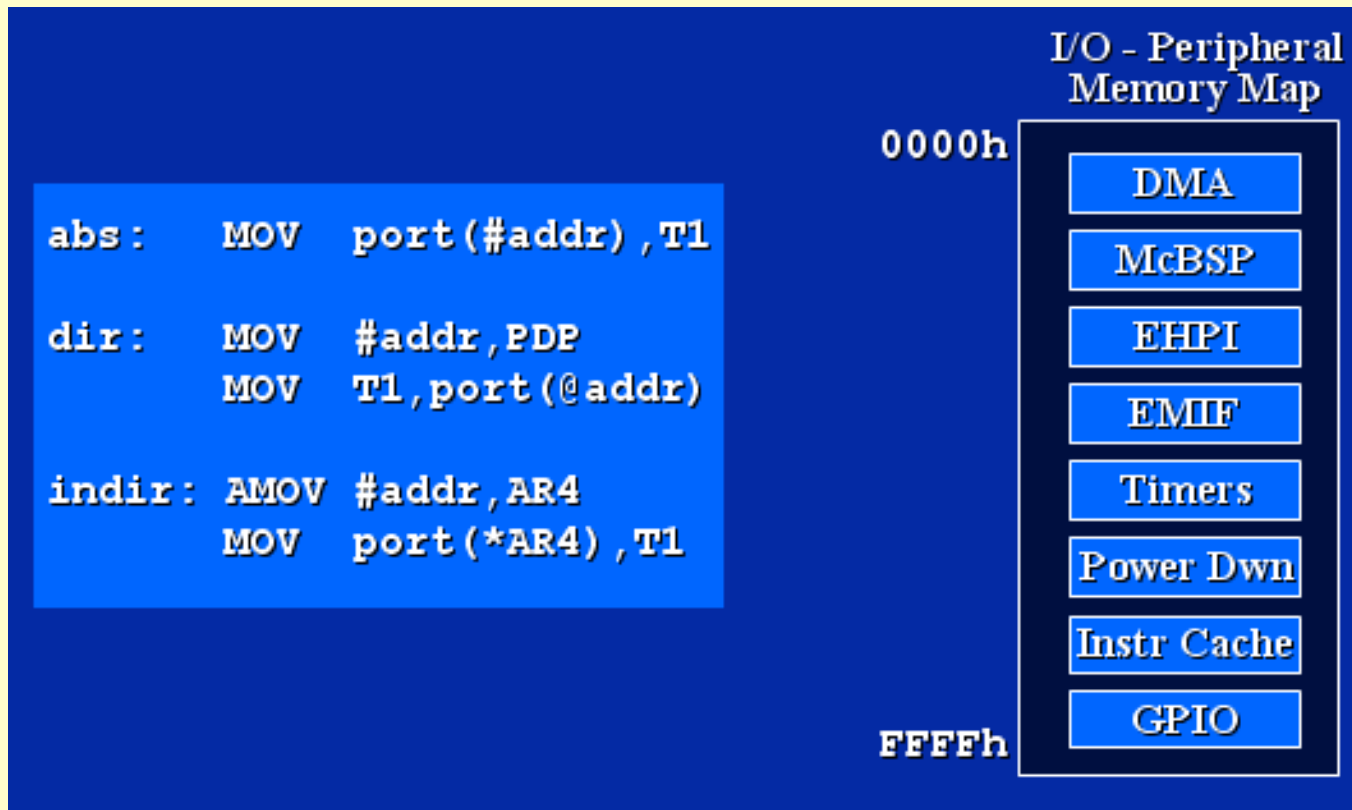 I/O - Peripheral
Memory Map
0000h
abs: MOV port(#addr),T1
dir: MOV #addr,PDP
MOV T1,port(@addr)
indir: AMOV #addr,AR4
MOV port(*AR4),T1
DMA
McBSP
EHPI
EMIF
Timers
Power Dwn
Instr Cache
GPIO
FFFFh